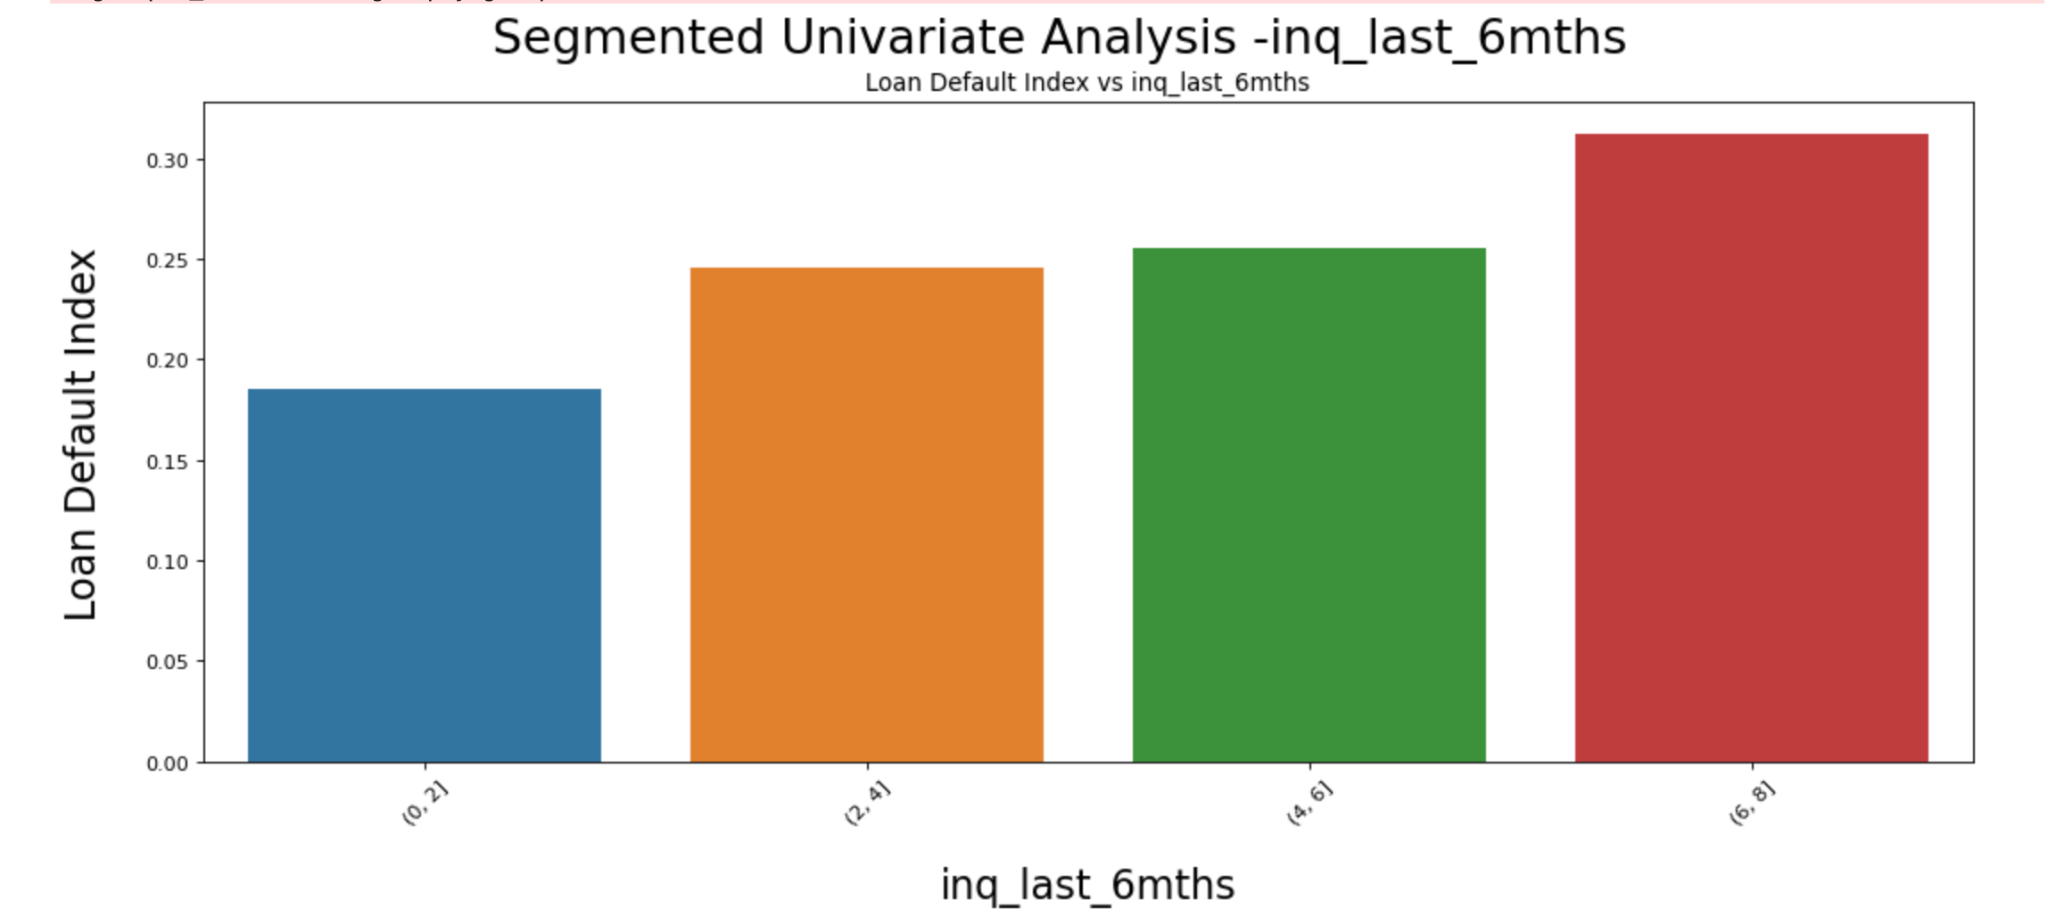 Segmented Univariate Analysis -inq_last_6mths
Loan Default Index vs inq_last_6mths
Loan Default Index
0.30
0.25
0.20
0.15
0.10
0.05
0.00
(0, 2]
(2, 4]
(4, 6]
(6, 8]
inq_last_6mths